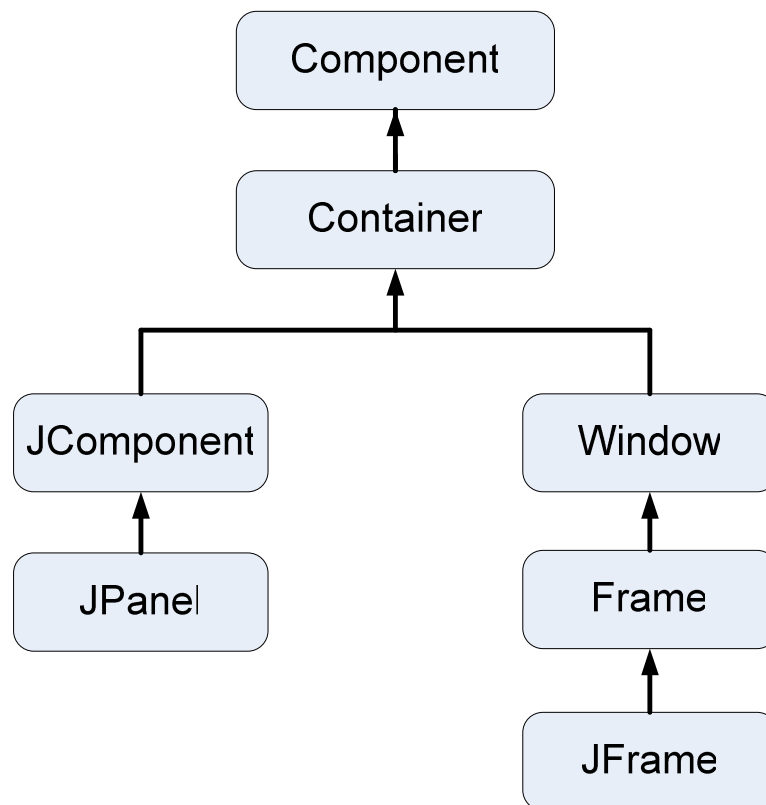 Component
Container
JComponent
Window
JPanel
Frame
JFrame